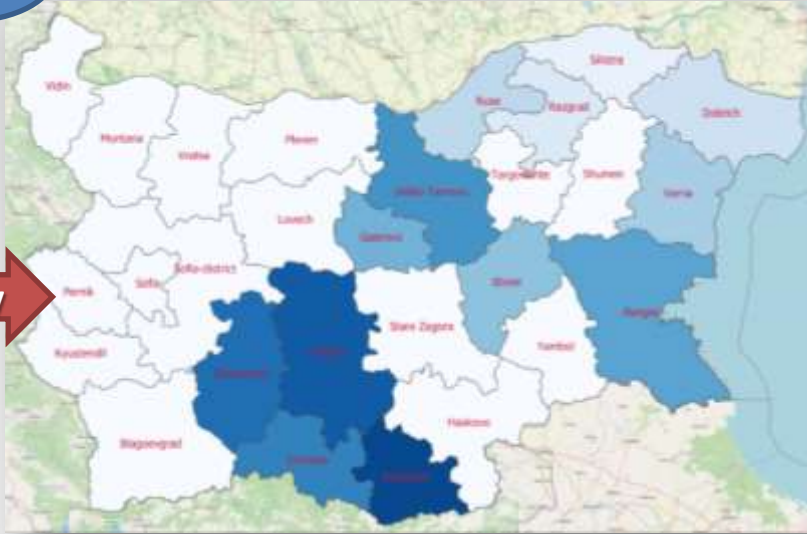 Vidin
Montana
Vratsa
Pleven
Lovech
Ruse
Silistra
Razgrad
Dobrich
Targovishte
Shumen
Varna
Veliko Tarnovo
Gabrovo
Sofia-district
Sofia
Pernik
Kyustendil
Stara Zagora
Sliven
Yambol
Burgas
Haskovo
Blagoevgrad